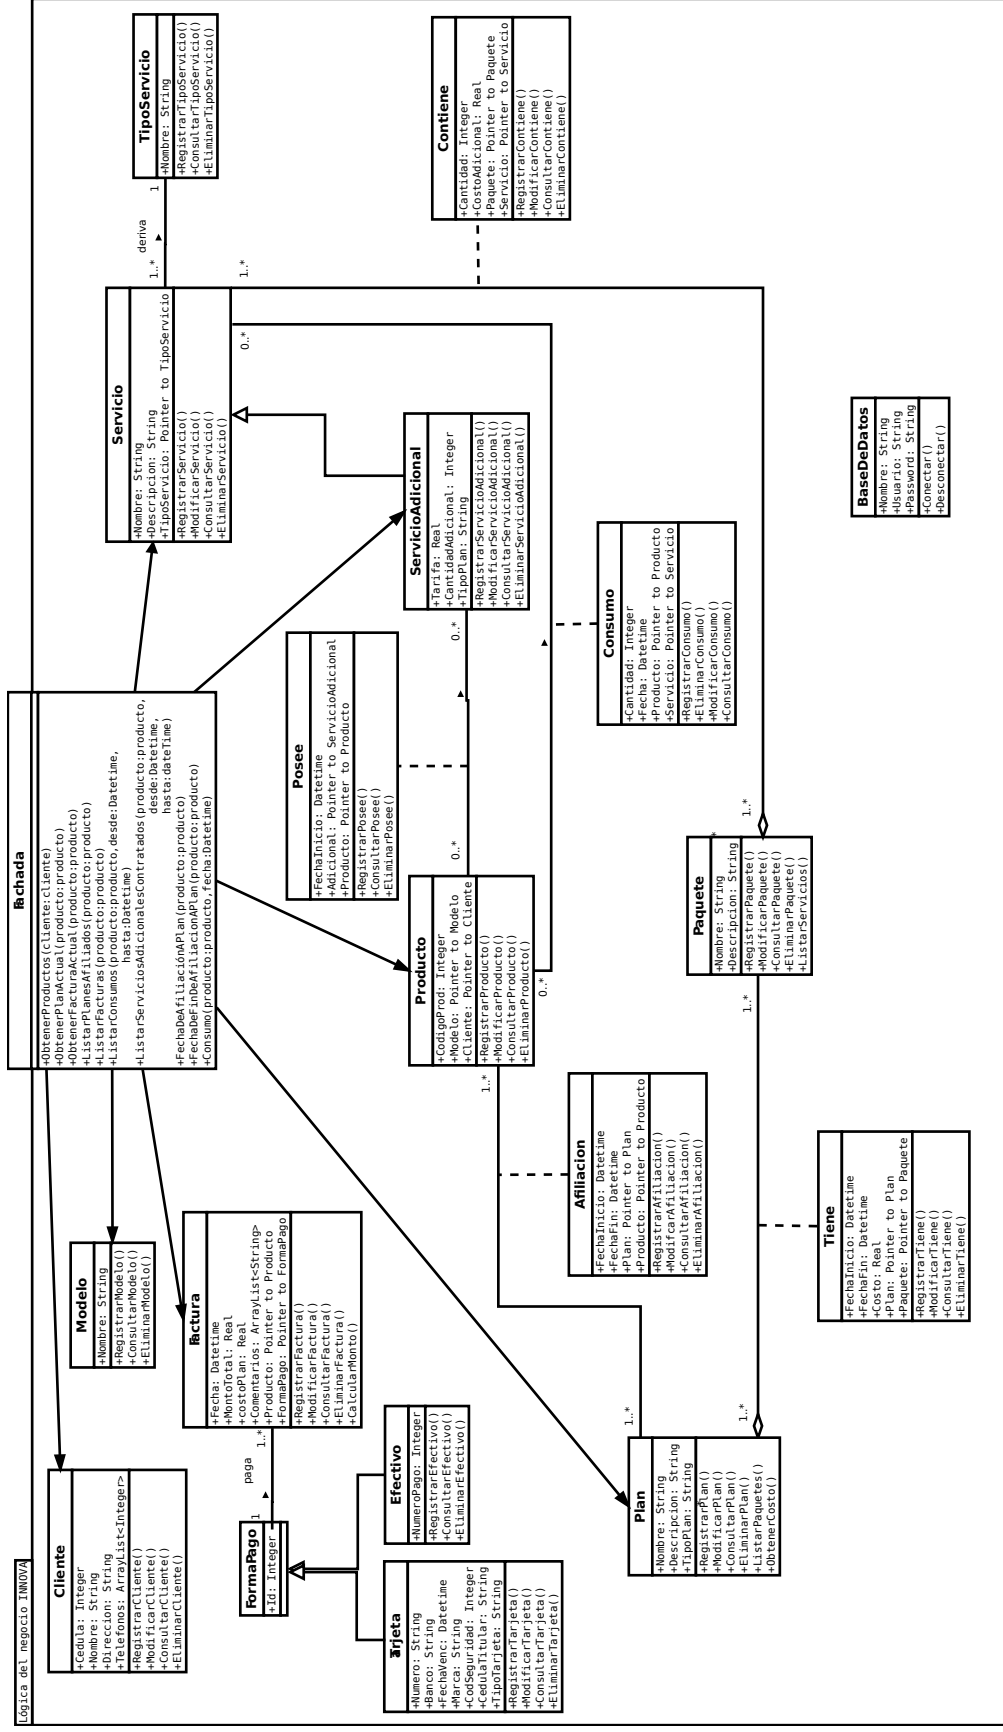 Lógica del negocio INNOVA
Fachada
+ObtenerProductos(cliente:cliente)
+ObtenerPlanActual(producto:producto)
+ObtenerFacturaActual(producto:producto)
+ListarPlanesAfiliados(producto:producto)
+ListarFacturas(producto:producto)
+ListarConsumos(producto:producto,desde:Datetime,
hasta:Datetime)
+ListarServiciosAdicionalesContratados(producto:producto,
desde:Datetime,
hasta:dateTime)
+FechaDeAfiliaciónAPlan(producto:producto)
+FechaDeFinDeAfiliacionAPlan(producto:producto)
+Consumo(producto:producto,fecha:Datetime)
Cliente
+Cedula: Integer
+Nombre: String
+Direccion: String
+Telefonos: ArrayList<Integer>
+RegistrarCliente()
+ModificarCliente()
+ConsultarCliente()
+EliminarCliente()
Modelo
+Nombre: String
+RegistrarModelo()
+ConsultarModelo()
+EliminarModelo()
Servicio
+Nombre: String
+Descripcion: String
+TipoServicio: Pointer to TipoServicio
+RegistrarServicio()
+ModificarServicio()
+ConsultarServicio()
+EliminarServicio()
1..*
deriva
1
TipoServicio
+Nombre: String
+RegistrarTipoServicio()
+ConsultarTipoServicio()
+EliminarTipoServicio()
Factura
+Fecha: Datetime
+MontoTotal: Real
+costoPlan: Real
+Comentarios: ArrayList<String>
+Producto: Pointer to Producto
+FormaPago: Pointer to FormaPago
+RegistrarFactura()
+ModificarFactura()
+ConsultarFactura()
+EliminarFactura()
+CalcularMonto()
1..*
paga
1
FormaPago
+Id: Integer
Efectivo
+NumeroPago: Integer
+RegistrarEfectivo()
+ConsultarEfectivo()
+EliminarEfectivo()
Tarjeta
+Numero: String
+Banco: String
+FechaVenc: Datetime
+Marca: String
+CodSeguridad: Integer
+CedulaTitular: String
+TipoTarjeta: String
+RegistrarTarjeta()
+ModificarTarjeta()
+ConsultarTarjeta()
+EliminarTarjeta()
Posee
+FechaInicio: Datetime
+Adicional: Pointer to ServicioAdicional
+Producto: Pointer to Producto
+RegistrarPosee()
+ConsultarPosee()
+EliminarPosee()
ServicioAdicional
+Tarifa: Real
+CantidadAdicional: Integer
+TipoPlan: String
+RegistrarServicioAdicional()
+ModificarServicioAdicional()
+ConsultarServicioAdicional()
+EliminarServicioAdicional()
1..*
0..*
0..*
0..*
Contiene
+Cantidad: Integer
+CostoAdicional: Real
+Paquete: Pointer to Paquete
+Servicio: Pointer to Servicio
+RegistrarContiene()
+ModificarContiene()
+ConsultarContiene()
+EliminarContiene()
Producto
+CodigoProd: Integer
+Modelo: Pointer to Modelo
+Cliente: Pointer to Cliente
+RegistrarProducto()
+ModificarProducto()
+ConsultarProducto()
+EliminarProducto()
1..*
0..*
Afiliacion
+FechaInicio: Datetime
+FechaFin: Datetime
+Plan: Pointer to Plan
+Producto: Pointer to Producto
+RegistrarAfiliacion()
+ModifcarAfiliacion()
+ConsultarAfiliacion()
+EliminarAfiliacion()
Consumo
+Cantidad: Integer
+Fecha: Datetime
+Producto: Pointer to Producto
+Servicio: Pointer to Servicio
+RegistrarConsumo()
+EliminarConsumo()
+ModificarConsumo()
+ConsultarConsumo()
1..*
Plan
+Nombre: String
+Descripcion: String
+TipoPlan: String
+RegistrarPlan()
+ModificarPlan()
+ConsultarPlan()
+EliminarPlan()
+ListarPaquetes()
+ObtenerCosto()
1..*
1..*
Paquete
+Nombre: String
+Descripcion: String
+RegistrarPaquete()
+ModificarPaquete()
+ConsultarPaquete()
+EliminarPaquete()
+ListarServicios()
*
1..*
Tiene
+FechaInicio: Datetime
+FechaFin: Datetime
+Costo: Real
+Plan: Pointer to Plan
+Paquete: Pointer to Paquete
+RegistrarTiene()
+ModificarTiene()
+ConsultarTiene()
+EliminarTiene()
BaseDeDatos
+Nombre: String
+Usuario: String
+Password: String
+Conectar()
+Desconectar()